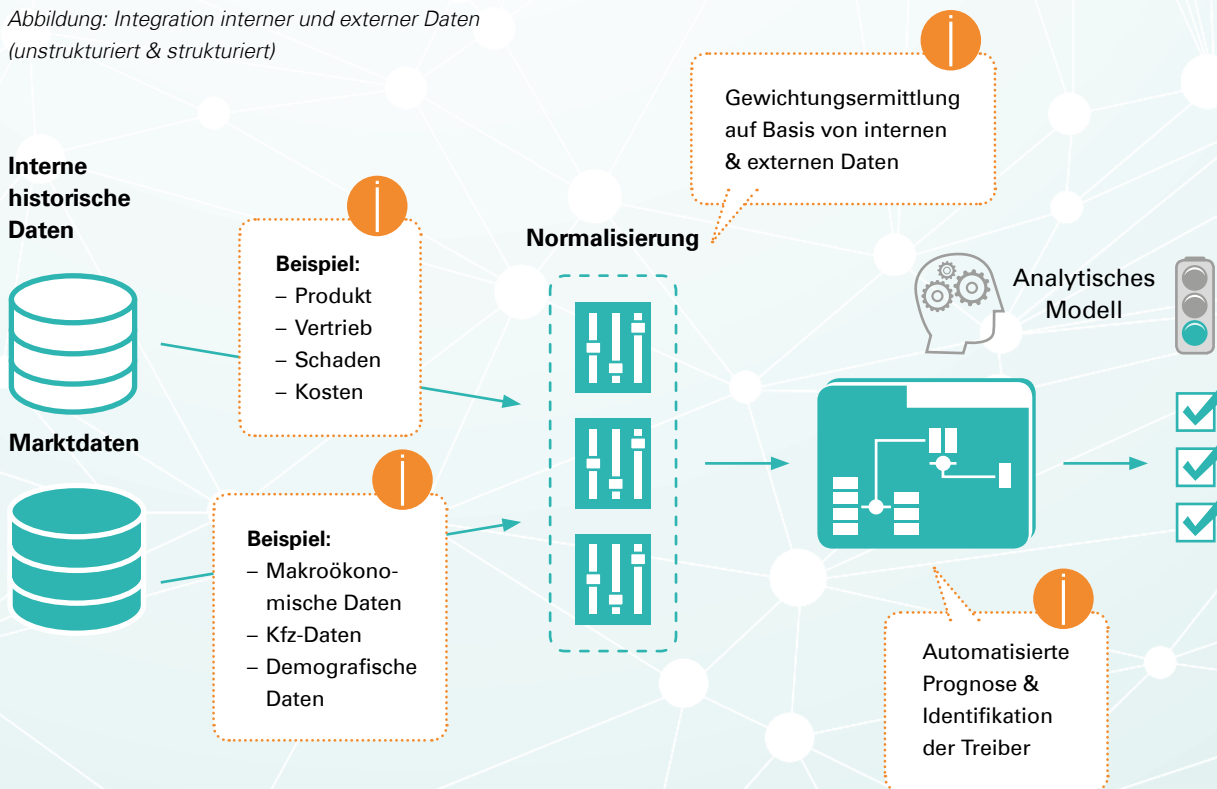 Abbildung: Integration interner und externer Daten
(unstrukturiert & strukturiert)
Interne
historische
Daten
Beispiel:
– Produkt
– Vertrieb
– Schaden
– Kosten
Marktdaten
Beispiel:
– Makroökono-
mische Daten
– Kfz-Daten
– Demografische
Daten
Normalisierung
Gewichtungsermittlung
auf Basis von internen
& externen Daten
Analytisches
Modell
Automatisierte
Prognose &
Identifikation
der Treiber